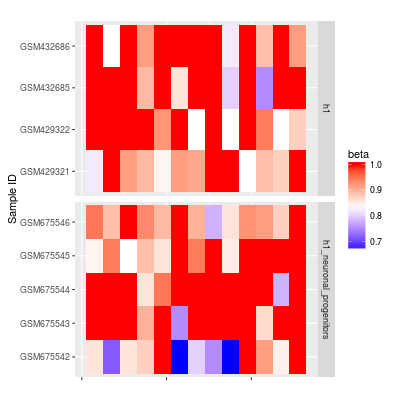 GSM432686
GSM432685
GSM429322
GSM429321
h1
GSM675546
GSM675545
GSM675544
GSM675543
GSM675542
h1_neuronal_progenitors
Sample ID
beta
1.0
0.9
0.8
0.7